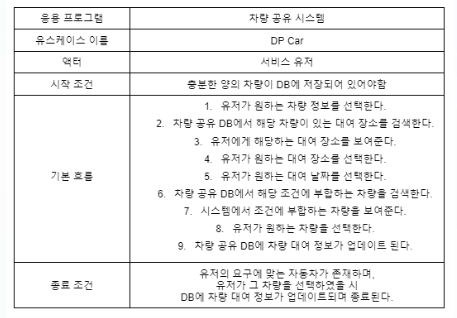 응용 프로그램 차량 공유 시스템
유스케이스 이름 DP Car
액터 서비스 유저
시작 조건 충분한 양의 차량이 DB에 저장되어 있어야함
기본 흐름
1. 유저가 원하는 차량 정보를 선택한다.
2. 차량 공유 DB에서 해당 차량이 있는 대여 장소를 검색한다.
3. 유저에게 해당하는 대여 장소를 보여준다.
4. 유저가 원하는 대여 장소를 선택한다.
5. 유저가 원하는 대여 날짜를 선택한다.
6. 차량 공유 DB에서 해당 조건에 부합하는 차량을 검색한다.
7. 시스템에서 조건에 부합하는 차량을 보여준다.
8. 유저가 원하는 차량을 선택한다.
9. 차량 공유 DB에 차량 대여 정보가 업데이트 된다.
종료 조건
유저의 요구에 맞는 자동차가 존재하며,
유저가 그 차량을 선택하였을 시
DB에 차량 대여 정보가 업데이트되며 종료된다.